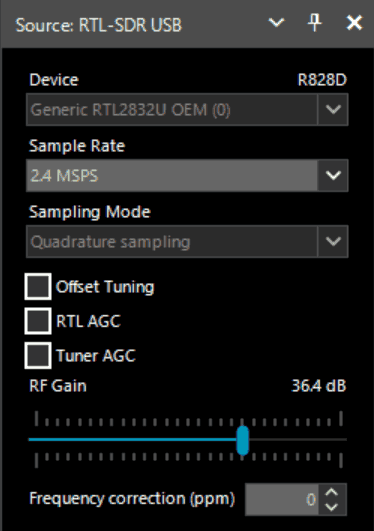 Source: RTL-SDR USB
Device R828D
Generic RTL2832U OEM (0)
Sample Rate
2.4 MSPS
Sampling Mode
Quadrature sampling
Offset Tuning
RTL AGC
Tuner AGC
RF Gain 36.4 dB
Frequency correction (ppm) 0